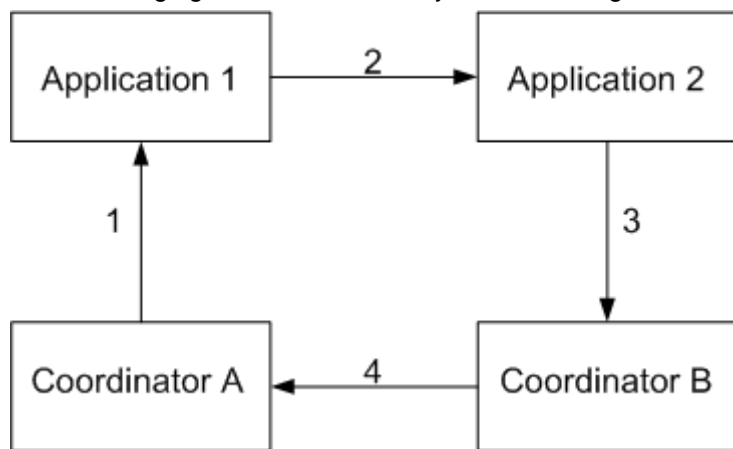 Application 1
2
Application 2
1
3
Coordinator A
4
Coordinator B